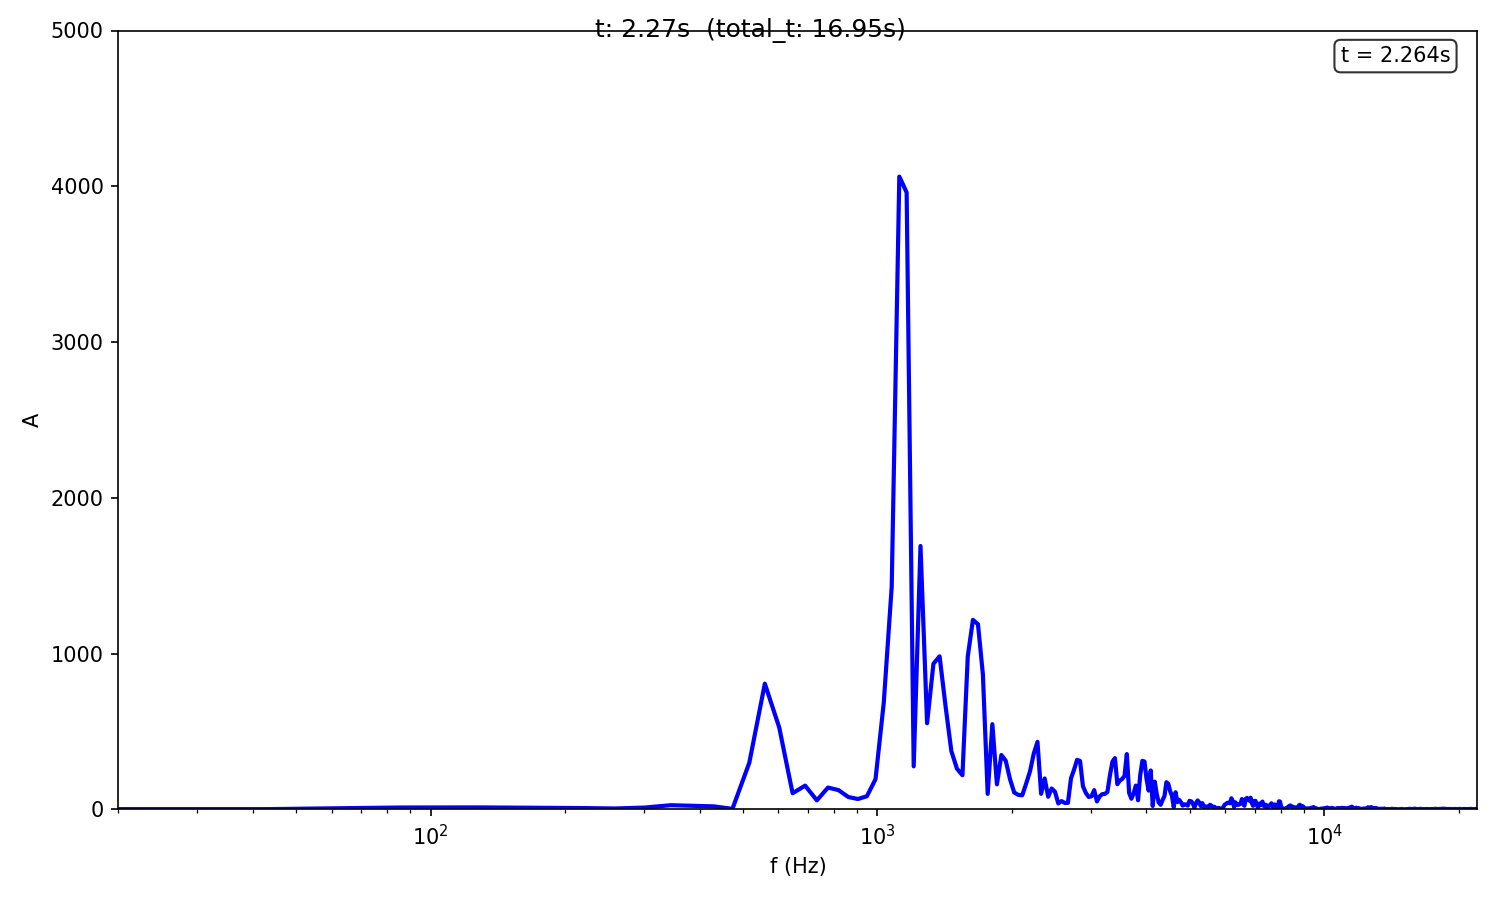 t: 2.27s (total_t: 16.95s)
t = 2.264s
5000
4000
3000
2000
1000
0
A
10²
10³
10⁴
f (Hz)